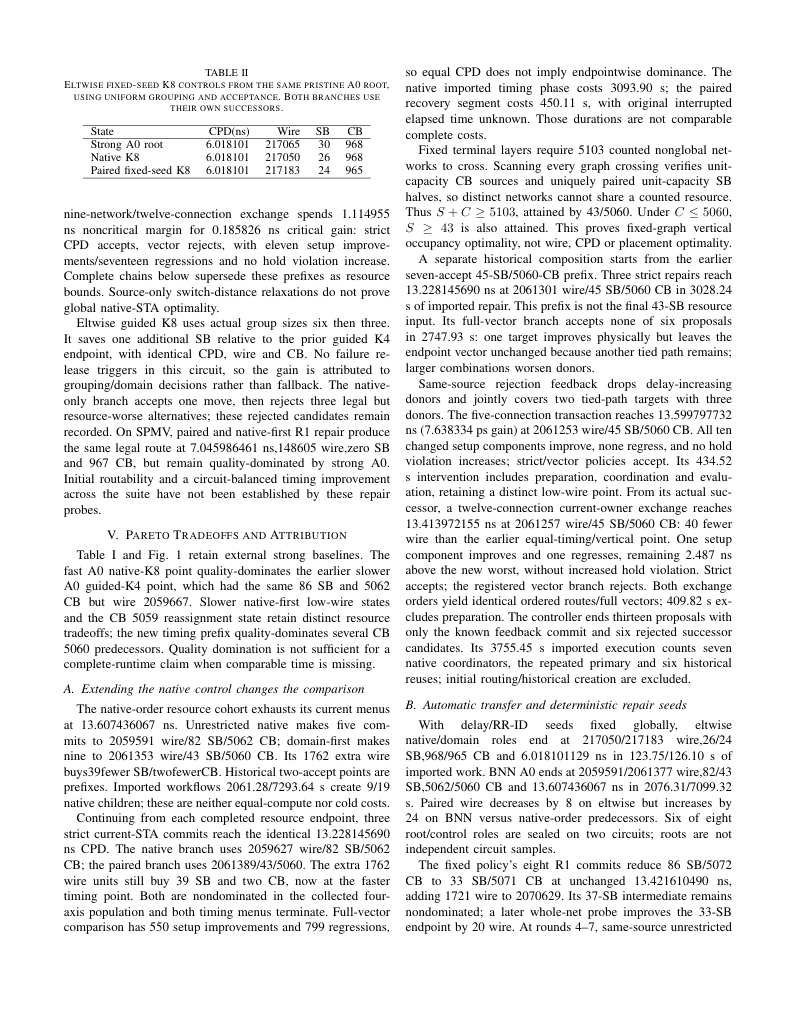 TABLE II
ELTWISE FIXED-SEED K8 CONTROLS FROM THE SAME PRISTINE A0 ROOT,
USING UNIFORM GROUPING AND ACCEPTANCE. BOTH BRANCHES USE
THEIR OWN SUCCESSORS.
State CPD(ns) Wire SB CB
Strong A0 root 6.018101 217065 30 968
Native K8 6.018101 217050 26 968
Paired fixed-seed K8 6.018101 217183 24 965
nine-network/twelve-connection exchange spends 1.114955
ns noncritical margin for 0.185826 ns critical gain: strict
CPD accepts, vector rejects, with eleven setup improve-
ments/seventeen regressions and no hold violation increase.
Complete chains below supersede these prefixes as resource
bounds. Source-only switch-distance relaxations do not prove
global native-STA optimality.
Eltwise guided K8 uses actual group sizes six then three.
It saves one additional SB relative to the prior guided K4
endpoint, with identical CPD, wire and CB. No failure re-
lease triggers in this circuit, so the gain is attributed to
grouping/domain decisions rather than fallback. The native-
only branch accepts one move, then rejects three legal but
resource-worse alternatives; these rejected candidates remain
recorded. On SPMV, paired and native-first R1 repair produce
the same legal route at 7.045986461 ns,148605 wire,zero SB
and 967 CB, but remain quality-dominated by strong A0.
Initial routability and a circuit-balanced timing improvement
across the suite have not been established by these repair
probes.
V. PARETO TRADEOFFS AND ATTRIBUTION
Table I and Fig. 1 retain external strong baselines. The
fast A0 native-K8 point quality-dominates the earlier slower
A0 guided-K4 point, which had the same 86 SB and 5062
CB but wire 2059667. Slower native-first low-wire states
and the CB 5059 reassignment state retain distinct resource
tradeoffs; the new timing prefix quality-dominates several CB
5060 predecessors. Quality domination is not sufficient for a
complete-runtime claim when comparable time is missing.
A. Extending the native control changes the comparison
The native-order resource cohort exhausts its current menus
at 13.607436067 ns. Unrestricted native makes five com-
mits to 2059591 wire/82 SB/5062 CB; domain-first makes
nine to 2061353 wire/43 SB/5060 CB. Its 1762 extra wire
buys39fewer SB/twofewerCB. Historical two-accept points are
prefixes. Imported workflows 2061.28/7293.64 s create 9/19
native children; these are neither equal-compute nor cold costs.
Continuing from each completed resource endpoint, three
strict current-STA commits reach the identical 13.228145690
ns CPD. The native branch uses 2059627 wire/82 SB/5062
CB; the paired branch uses 2061389/43/5060. The extra 1762
wire units still buy 39 SB and two CB, now at the faster
timing point. Both are nondominated in the collected four-
axis population and both timing menus terminate. Full-vector
comparison has 550 setup improvements and 799 regressions,
so equal CPD does not imply endpointwise dominance. The
native imported timing phase costs 3093.90 s; the paired
recovery segment costs 450.11 s, with original interrupted
elapsed time unknown. Those durations are not comparable
complete costs.
Fixed terminal layers require 5103 counted nonglobal net-
works to cross. Scanning every graph crossing verifies unit-
capacity CB sources and uniquely paired unit-capacity SB
halves, so distinct networks cannot share a counted resource.
Thus S + C ≥ 5103, attained by 43/5060. Under C ≤ 5060,
S ≥ 43 is also attained. This proves fixed-graph vertical
occupancy optimality, not wire, CPD or placement optimality.
A separate historical composition starts from the earlier
seven-accept 45-SB/5060-CB prefix. Three strict repairs reach
13.228145690 ns at 2061301 wire/45 SB/5060 CB in 3028.24
s of imported repair. This prefix is not the final 43-SB resource
input. Its full-vector branch accepts none of six proposals
in 2747.93 s: one target improves physically but leaves the
endpoint vector unchanged because another tied path remains;
larger combinations worsen donors.
Same-source rejection feedback drops delay-increasing
donors and jointly covers two tied-path targets with three
donors. The five-connection transaction reaches 13.599797732
ns (7.638334 ps gain) at 2061253 wire/45 SB/5060 CB. All ten
changed setup components improve, none regress, and no hold
violation increases; strict/vector policies accept. Its 434.52
s intervention includes preparation, coordination and evalu-
ation, retaining a distinct low-wire point. From its actual suc-
cessor, a twelve-connection current-owner exchange reaches
13.413972155 ns at 2061257 wire/45 SB/5060 CB: 40 fewer
wire than the earlier equal-timing/vertical point. One setup
component improves and one regresses, remaining 2.487 ns
above the new worst, without increased hold violation. Strict
accepts; the registered vector branch rejects. Both exchange
orders yield identical ordered routes/full vectors; 409.82 s ex-
cludes preparation. The controller ends thirteen proposals with
only the known feedback commit and six rejected successor
candidates. Its 3755.45 s imported execution counts seven
native coordinators, the repeated primary and six historical
reuses; initial routing/historical creation are excluded.
B. Automatic transfer and deterministic repair seeds
With delay/RR-ID seeds fixed globally, eltwise
native/domain roles end at 217050/217183 wire,26/24
SB,968/965 CB and 6.018101129 ns in 123.75/126.10 s of
imported work. BNN A0 ends at 2059591/2061377 wire,82/43
SB,5062/5060 CB and 13.607436067 ns in 2076.31/7099.32
s. Paired wire decreases by 8 on eltwise but increases by
24 on BNN versus native-order predecessors. Six of eight
root/control roles are sealed on two circuits; roots are not
independent circuit samples.
The fixed policy's eight R1 commits reduce 86 SB/5072
CB to 33 SB/5071 CB at unchanged 13.421610490 ns,
adding 1721 wire to 2070629. Its 37-SB intermediate remains
nondominated; a later whole-net probe improves the 33-SB
endpoint by 20 wire. At rounds 4–7, same-source unrestricted